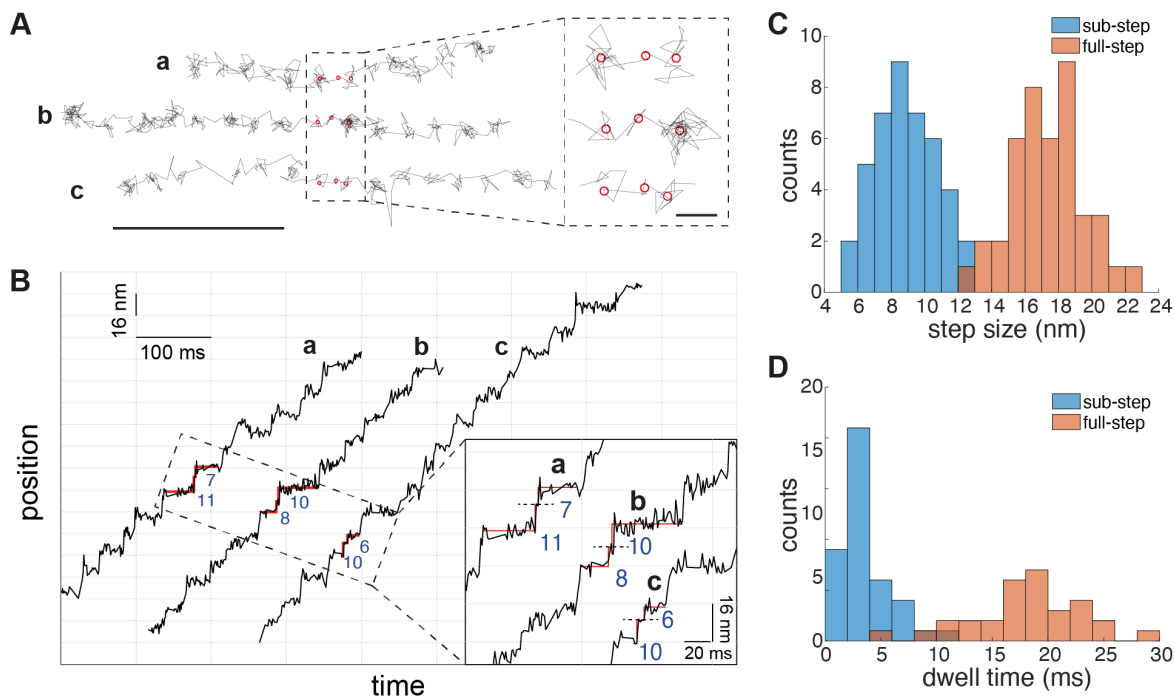 A
a
b
c
B
16 nm
100 ms
a
b
c
7
11
10
8
6
10
position
time
a
7
11
b
10
8
c
6
10
16 nm
20 ms
C
sub-step
full-step
10
8
6
4
2
0
counts
4 6 8 10 12 14 16 18 20 22 24
step size (nm)
D
sub-step
full-step
20
15
10
5
0
counts
0 5 10 15 20 25 30
dwell time (ms)